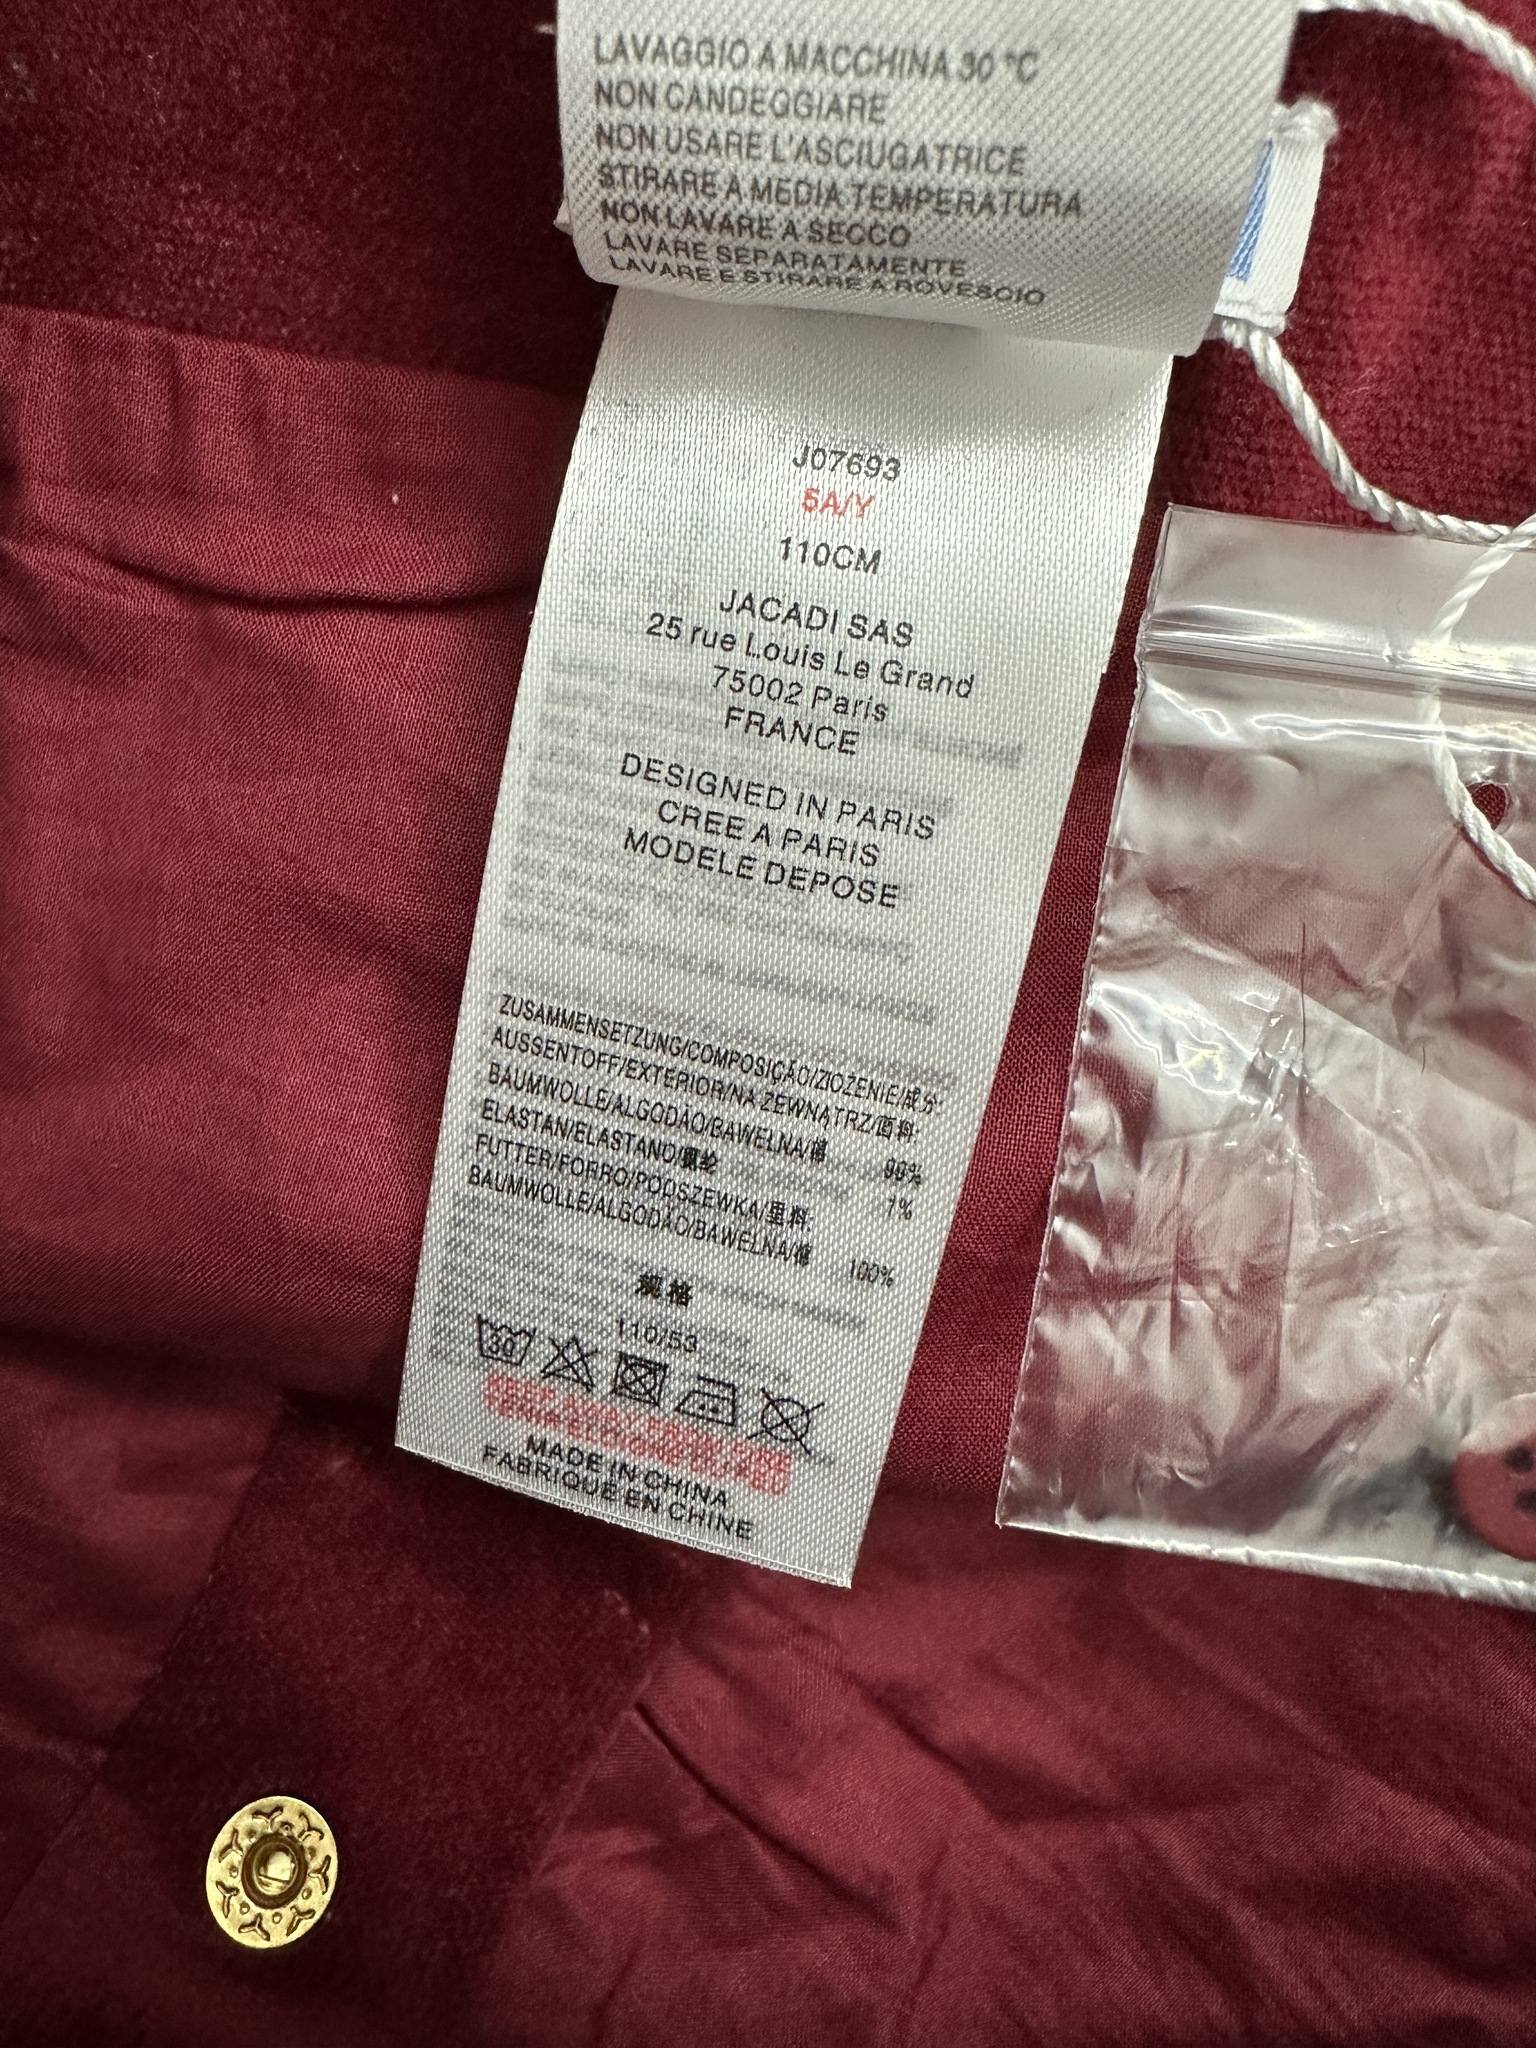 LAVAGGIO A MACCHINA 30 °C
NON CANDEGGIARE
NON USARE L'ASCIUGATRICE
STIRARE A MEDIA TEMPERATURA
NON LAVARE A SECCO
LAVARE SEPARATAMENTE
LAVARE E STIRARE A ROVESCIO
J07693
5A/Y
110CM
JACADI SAS
25 rue Louis Le Grand
75002 Paris
FRANCE
DESIGNED IN PARIS
CREE A PARIS
MODELE DEPOSE
ZUSAMMENSETZUNG/COMPOSIÇÃO/ZIOZENIE/成分:
AUSSENTOFF/EXTERIOR/NA ZEWNĄTRZ/面料:
BAUMWOLLE/ALGODÃO/BAWELNA/棉 99%
ELASTAN/ELASTANO/氨纶 1%
FUTTER/FORRO/PODSZEWKA/里料:
BAUMWOLLE/ALGODÃO/BAWELNA/棉 100%
规格
110/53
30
MADE IN CHINA
FABRIQUE EN CHINE